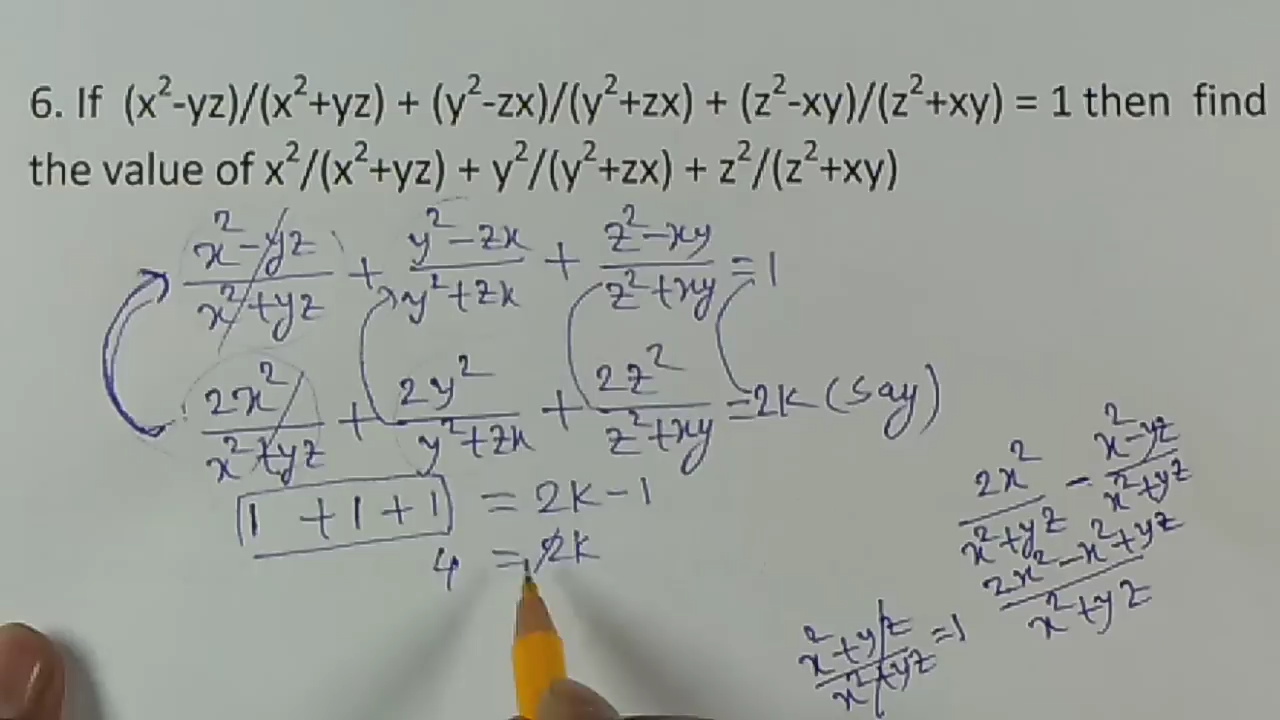 6. If (x²-yz)/(x²+yz) + (y²-zx)/(y²+zx) + (z²-xy)/(z²+xy) = 1 then find
the value of x²/(x²+yz) + y²/(y²+zx) + z²/(z²+xy)
x²-yz / x²+yz + y²-zx / y²+zx + z²-xy / z²+xy = 1
2x² / x²+yz + 2y² / y²+zx + 2z² / z²+xy = 2k (say)
1 + 1 + 1 = 2k-1
4 = 2k
2x² / x²+yz - x²-yz / x²+yz
2x²-x²+yz / x²+yz
x²+yz / x²+yz = 1